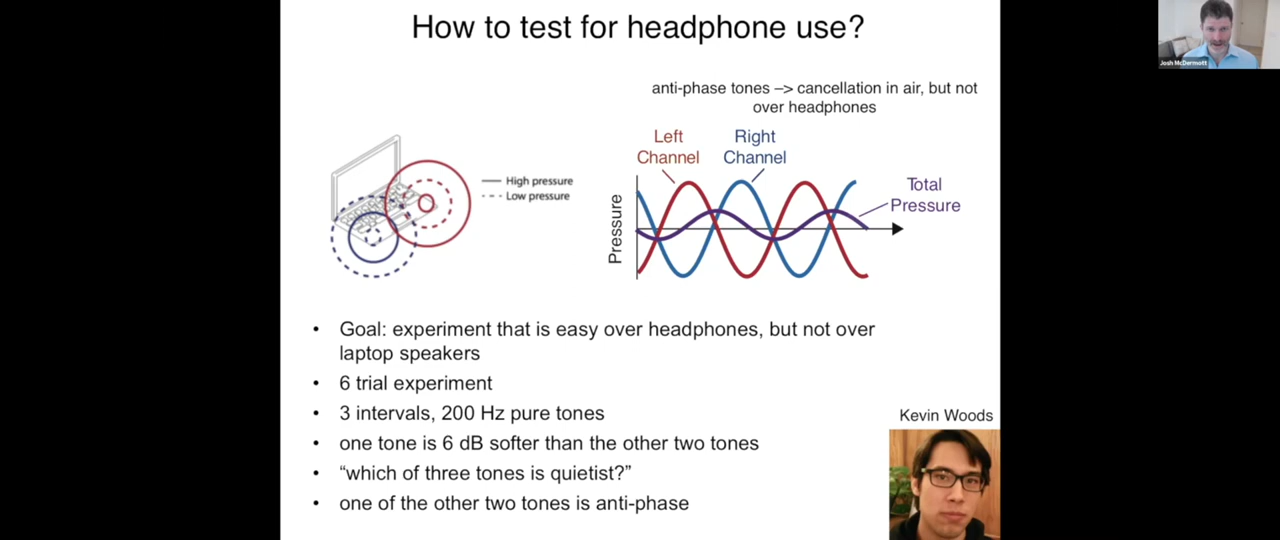 How to test for headphone use?
Josh McDermott
anti-phase tones –> cancellation in air, but not
over headphones
Left
Channel
Right
Channel
High pressure
Low pressure
Total
Pressure
Pressure
• Goal: experiment that is easy over headphones, but not over
laptop speakers
• 6 trial experiment
• 3 intervals, 200 Hz pure tones
• one tone is 6 dB softer than the other two tones
• “which of three tones is quietist?”
• one of the other two tones is anti-phase
Kevin Woods